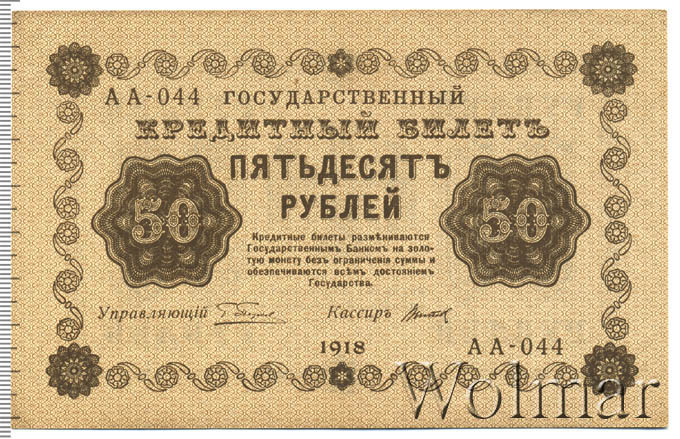 АА-044 ГОСУДАРСТВЕННЫЙ
КРЕДИТНЫЙ БИЛЕТЪ
ПЯТЬДЕСЯТЪ
РУБЛЕЙ
50
50
Кредитные билеты размѣниваются
Государственнымъ Банкомъ на золо-
тую монету безъ ограниченія суммы и
обезпечиваются всѣмъ достояніемъ
Государства.
Управляющій
Кассиръ
1918
АА-044
Wolmar